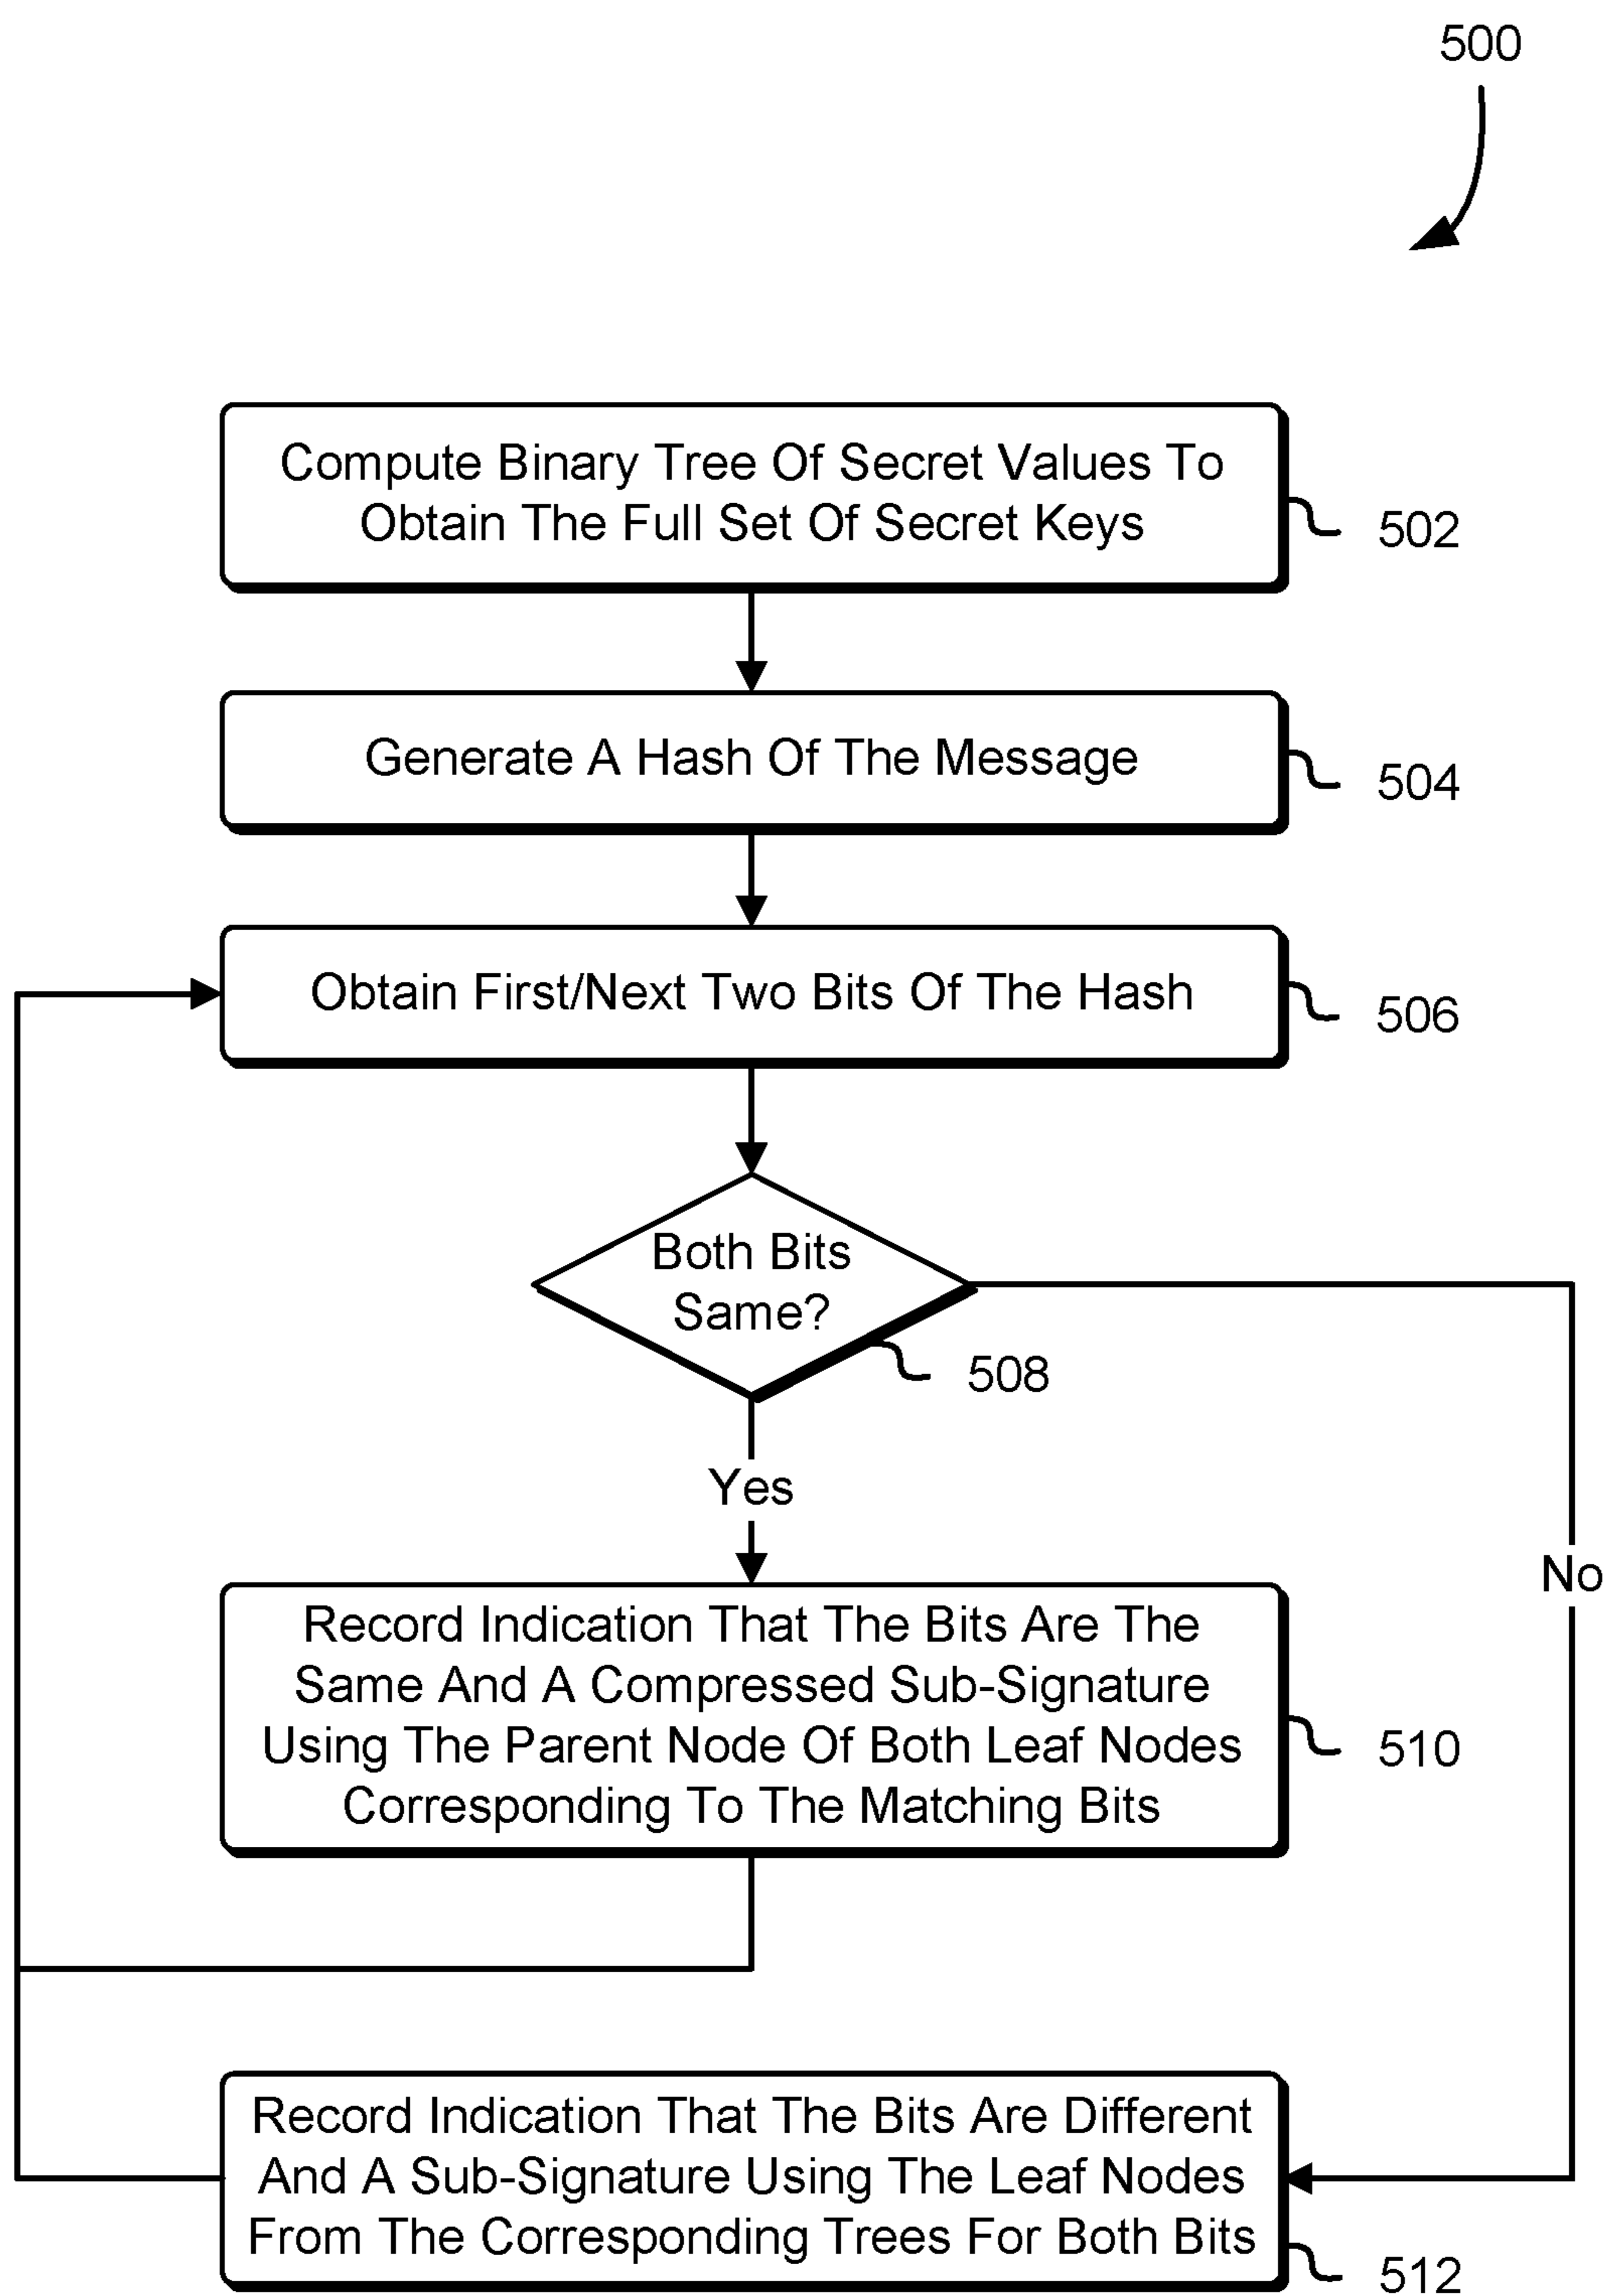 500
Compute Binary Tree Of Secret Values To
Obtain The Full Set Of Secret Keys
502
Generate A Hash Of The Message
504
Obtain First/Next Two Bits Of The Hash
506
Both Bits
Same?
508
Yes
No
Record Indication That The Bits Are The
Same And A Compressed Sub-Signature
Using The Parent Node Of Both Leaf Nodes
Corresponding To The Matching Bits
510
Record Indication That The Bits Are Different
And A Sub-Signature Using The Leaf Nodes
From The Corresponding Trees For Both Bits
512